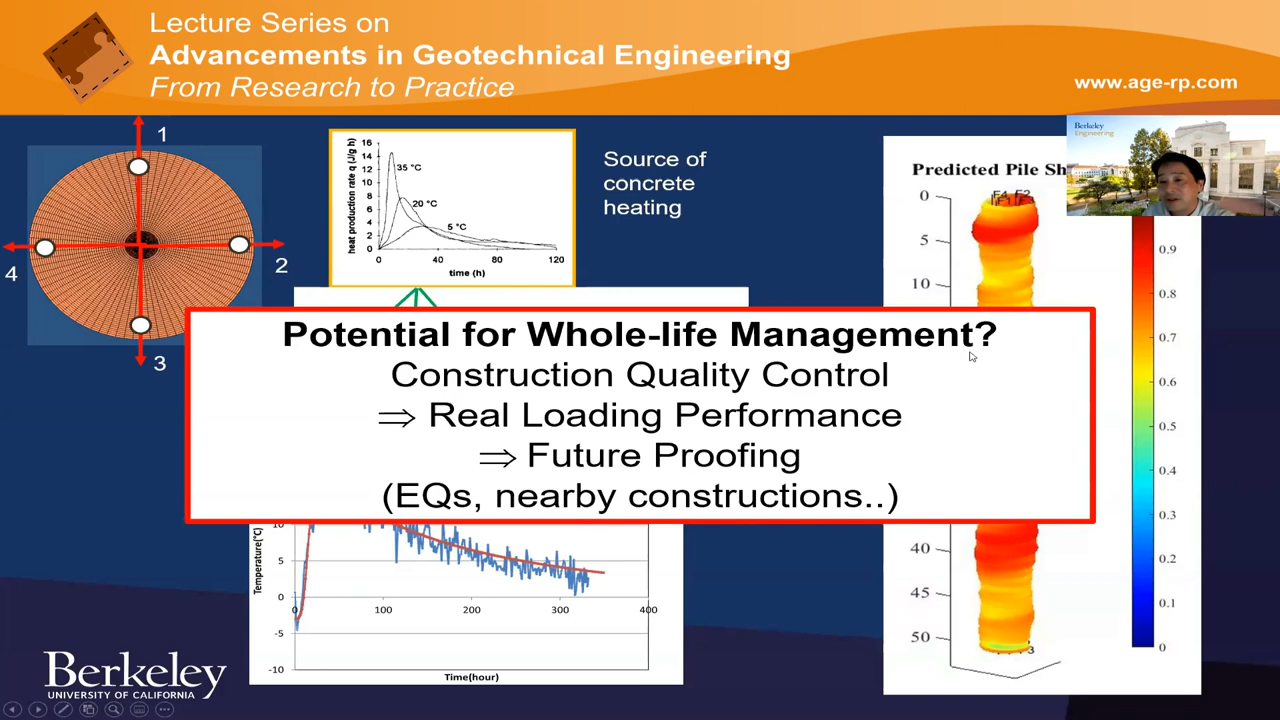 Lecture Series on
Advancements in Geotechnical Engineering
From Research to Practice
www.age-rp.com
Berkeley
Engineering
1
2
3
4
heat production rate q (J/g h)
16
14
12
10
8
6
4
2
0
35 °C
20 °C
5 °C
0
40
80
120
time (h)
Source of
concrete
heating
Predicted Pile Sh
0
5
10
40
45
50
0.9
0.8
0.7
0.6
0.5
0.4
0.3
0.2
0.1
0
Potential for Whole-life Management?
Construction Quality Control
⇒ Real Loading Performance
⇒ Future Proofing
(EQs, nearby constructions..)
Temperature(°C)
10
5
0
-5
-10
0
100
200
300
400
Time(hour)
Berkeley
UNIVERSITY OF CALIFORNIA